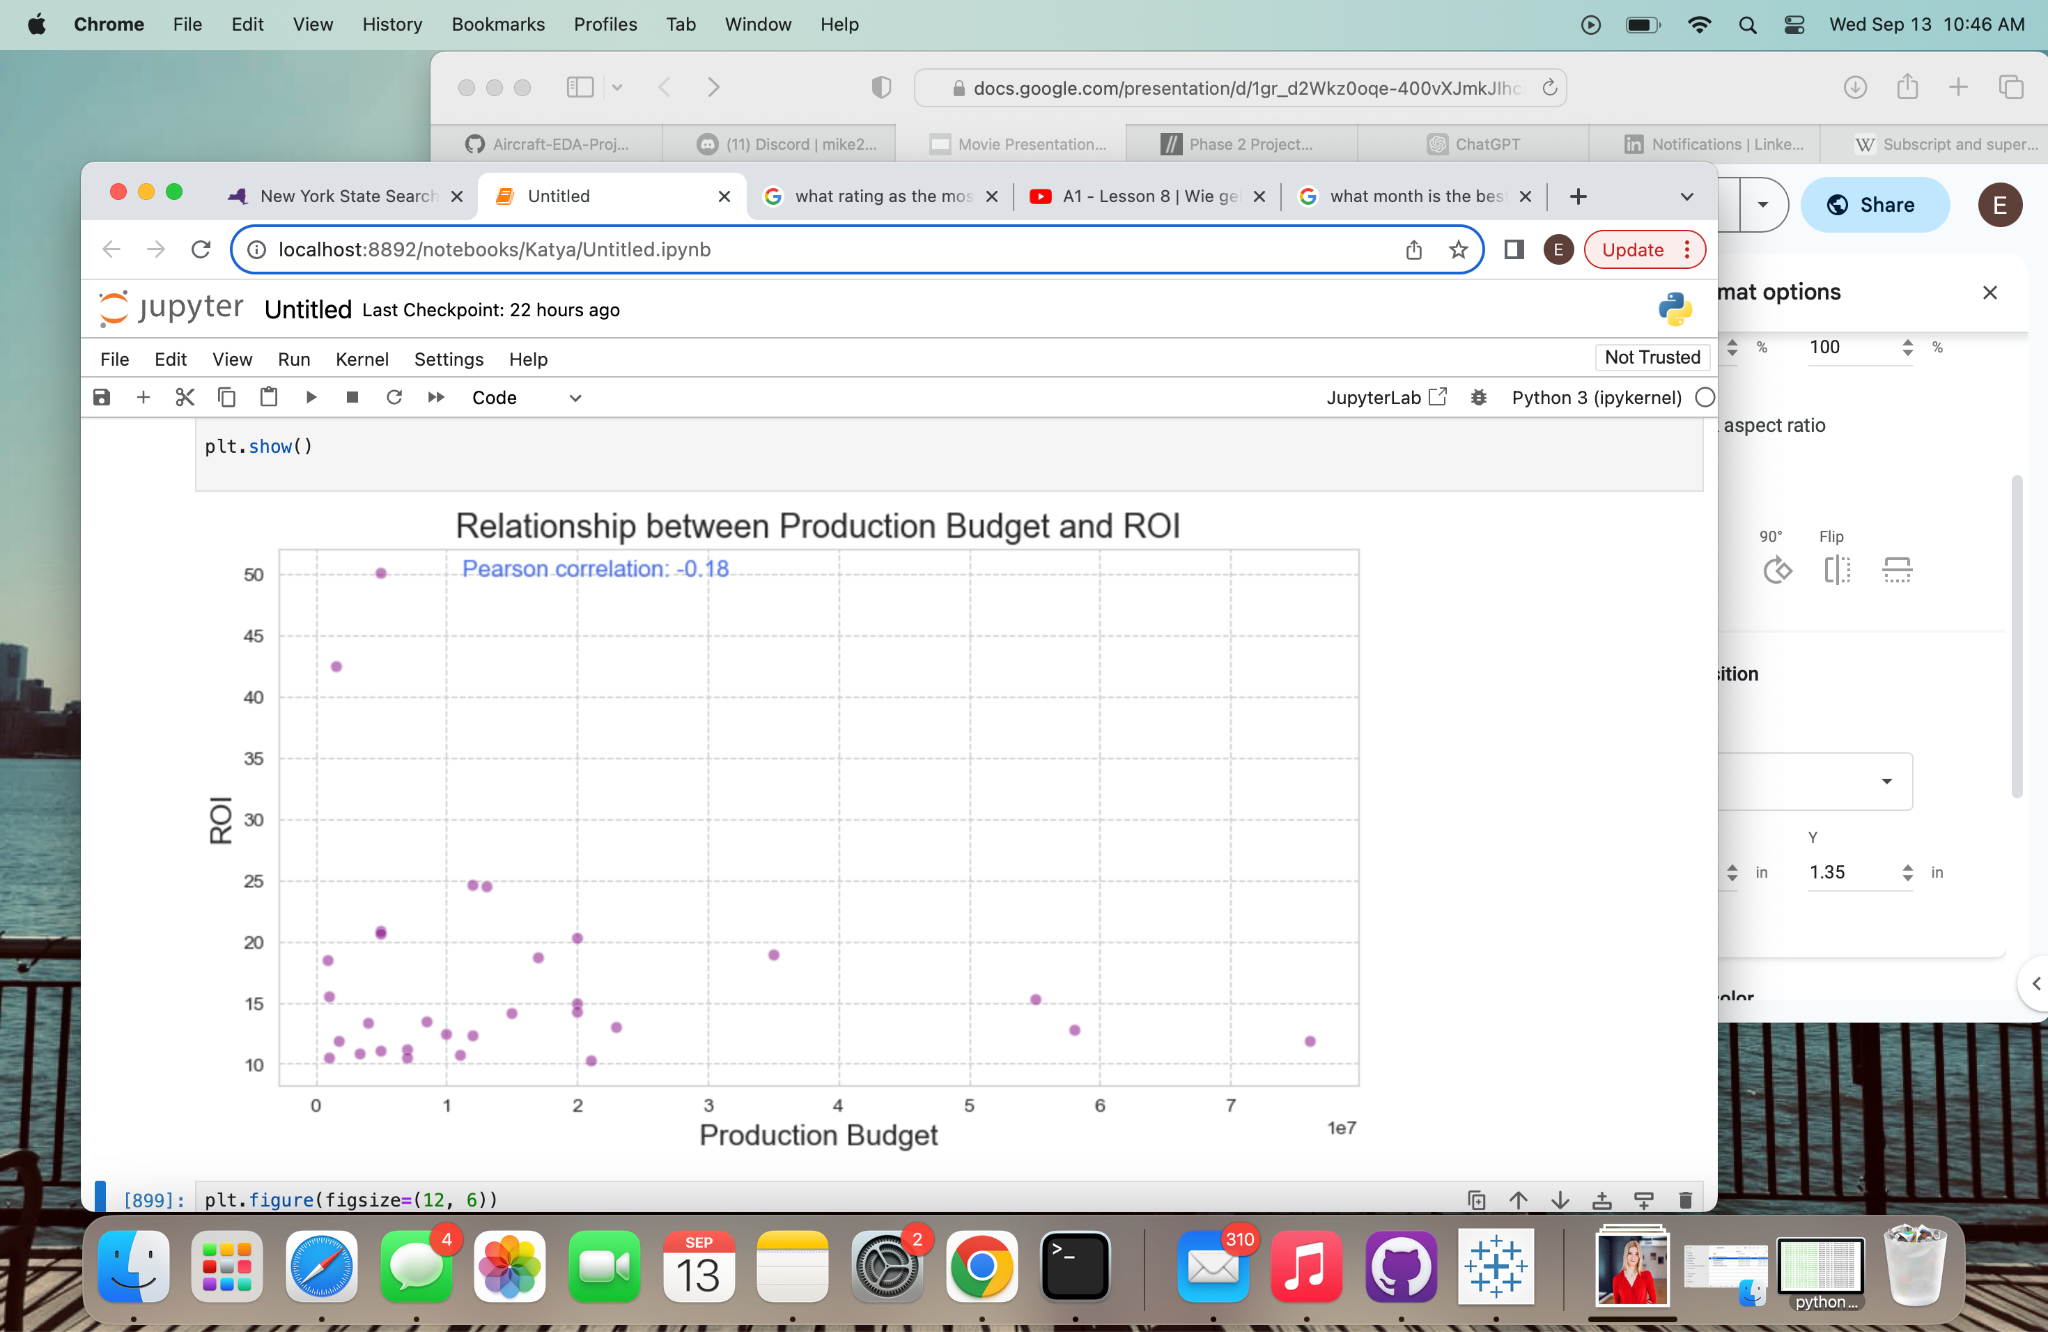 Chrome File Edit View History Bookmarks Profiles Tab Window Help Wed Sep 13 10:46 AM
docs.google.com/presentation/d/1gr_d2Wkz0oqe-400vXJmkJIhc
Aircraft-EDA-Proj... (11) Discord | mike2... Movie Presentation... Phase 2 Project... ChatGPT Notifications | Linke... Subscript and super...
New York State Search Untitled what rating as the mos A1 - Lesson 8 | Wie ge what month is the bes
Share E
localhost:8892/notebooks/Katya/Untitled.ipynb E Update
mat options
jupyter Untitled Last Checkpoint: 22 hours ago
File Edit View Run Kernel Settings Help Not Trusted
% 100 %
Code JupyterLab Python 3 (ipykernel)
aspect ratio
plt.show()
90° Flip
Relationship between Production Budget and ROI
Pearson correlation: -0.18
50
45
40
35
30
25
20
15
10
ROI
0 1 2 3 4 5 6 7
1e7
Production Budget
ition
Y
in 1.35 in
olor
[899]: plt.figure(figsize=(12, 6))
4 SEP 13 2 >_ 310
python...